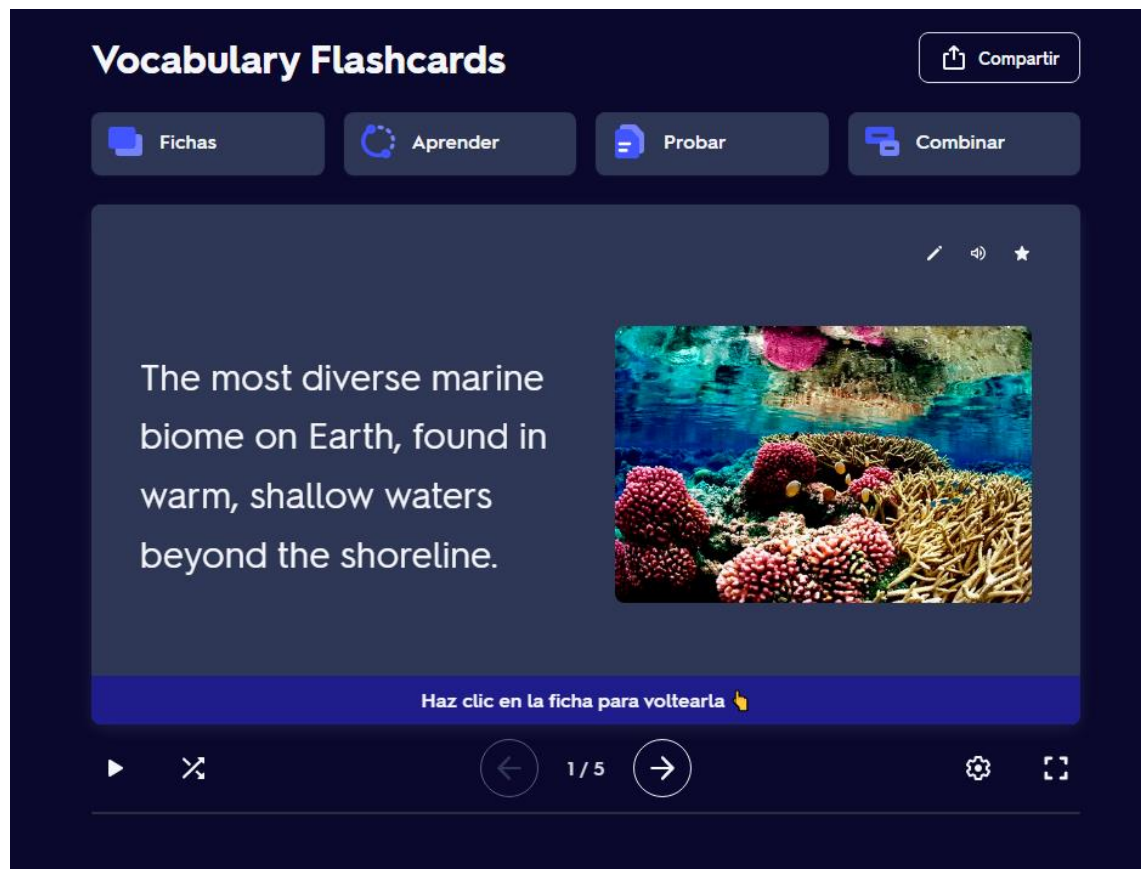 Vocabulary Flashcards
Compartir
Fichas
Aprender
Probar
Combinar
The most diverse marine
biome on Earth, found in
warm, shallow waters
beyond the shoreline.
Haz clic en la ficha para voltearla 👆
1 / 5